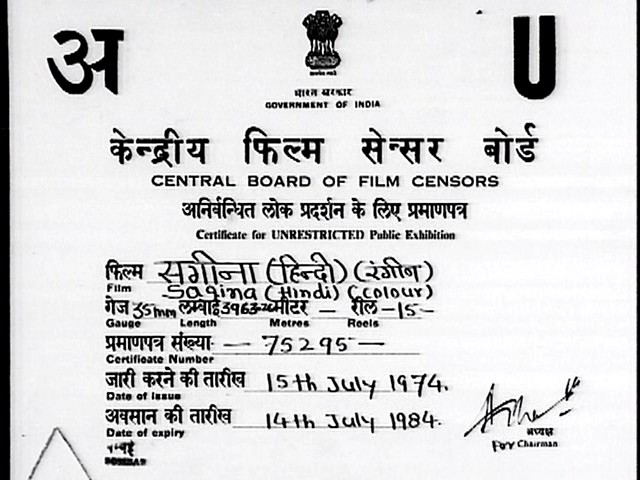 अ
U
भारत सरकार
GOVERNMENT OF INDIA
केन्द्रीय फिल्म सेन्सर बोर्ड
CENTRAL BOARD OF FILM CENSORS
अनिर्बन्धित लोक प्रदर्शन के लिए प्रमाणपत्र
Certificate for UNRESTRICTED Public Exhibition
फिल्म सगीना (हिन्दी) (रंगीन)
Film Sagina (Hindi) (Colour)
गेज 35mm लम्बाई मीटर — रील -15-
Gauge Length Metres Reels
प्रमाणपत्र संख्या — 75295 —
Certificate Number
जारी करने की तारीख 15th July 1974.
Date of Issue
अवसान की तारीख 14th July 1984.
Date of expiry
अध्यक्ष
For Chairman
BOMBAY